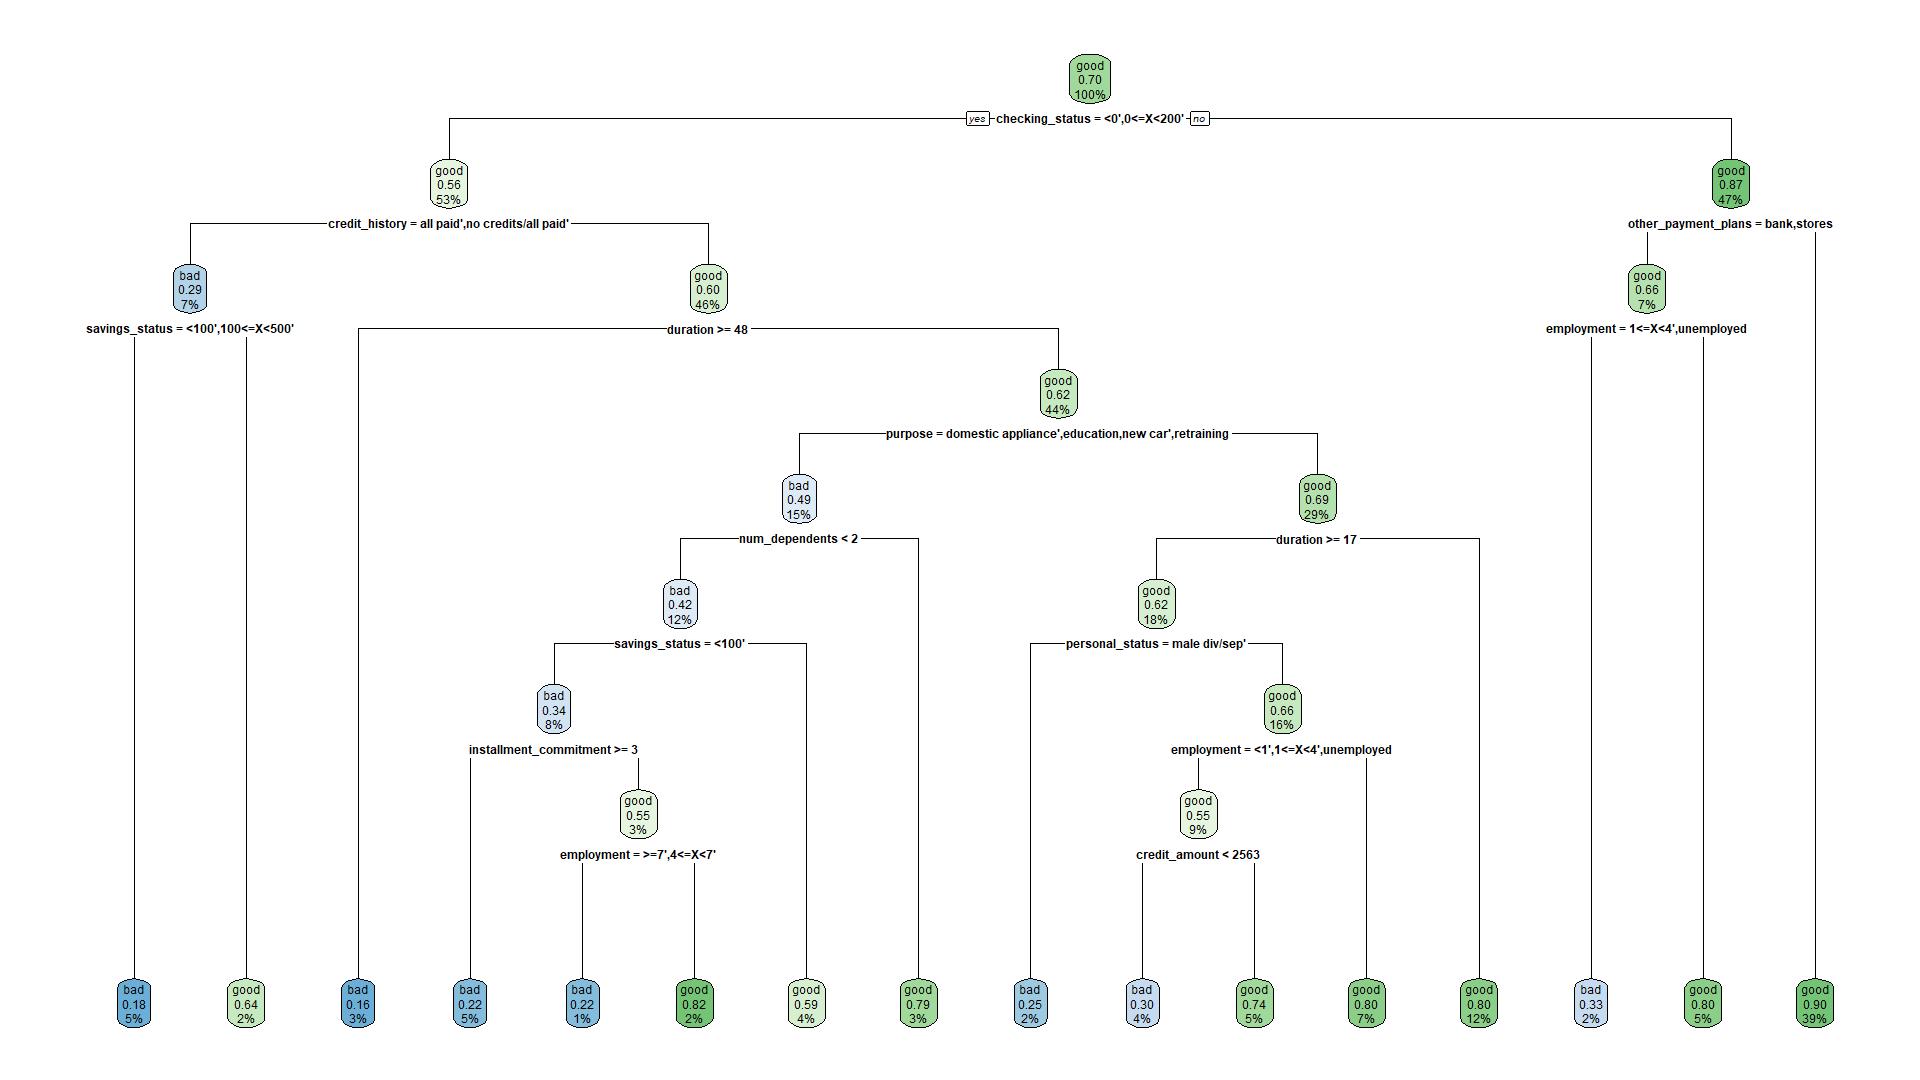 good
0.70
100%
yes checking_status = <0',0<=X<200' no
good
0.56
53%
good
0.87
47%
credit_history = all paid',no credits/all paid'
other_payment_plans = bank,stores
bad
0.29
7%
good
0.60
46%
good
0.66
7%
savings_status = <100',100<=X<500'
duration >= 48
employment = 1<=X<4',unemployed
good
0.62
44%
purpose = domestic appliance',education,new car',retraining
bad
0.49
15%
good
0.69
29%
num_dependents < 2
duration >= 17
bad
0.42
12%
good
0.62
18%
savings_status = <100'
personal_status = male div/sep'
bad
0.34
8%
good
0.66
16%
installment_commitment >= 3
employment = <1',1<=X<4',unemployed
good
0.55
3%
good
0.55
9%
employment = >=7',4<=X<7'
credit_amount < 2563
bad
0.18
5%
good
0.64
2%
bad
0.16
3%
bad
0.22
5%
bad
0.22
1%
good
0.82
2%
good
0.59
4%
good
0.79
3%
bad
0.25
2%
bad
0.30
4%
good
0.74
5%
good
0.80
7%
good
0.80
12%
bad
0.33
2%
good
0.80
5%
good
0.90
39%